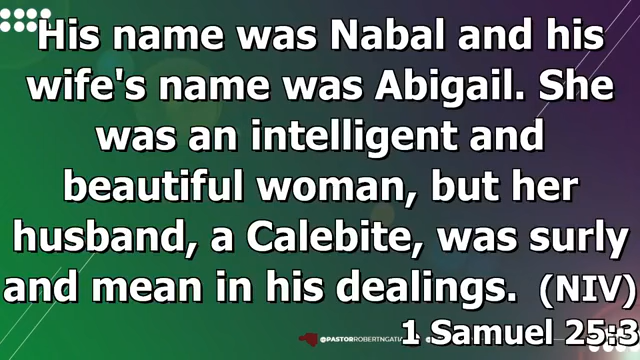 His name was Nabal and his
wife's name was Abigail. She
was an intelligent and
beautiful woman, but her
husband, a Calebite, was surly
and mean in his dealings. (NIV)
1 Samuel 25:3